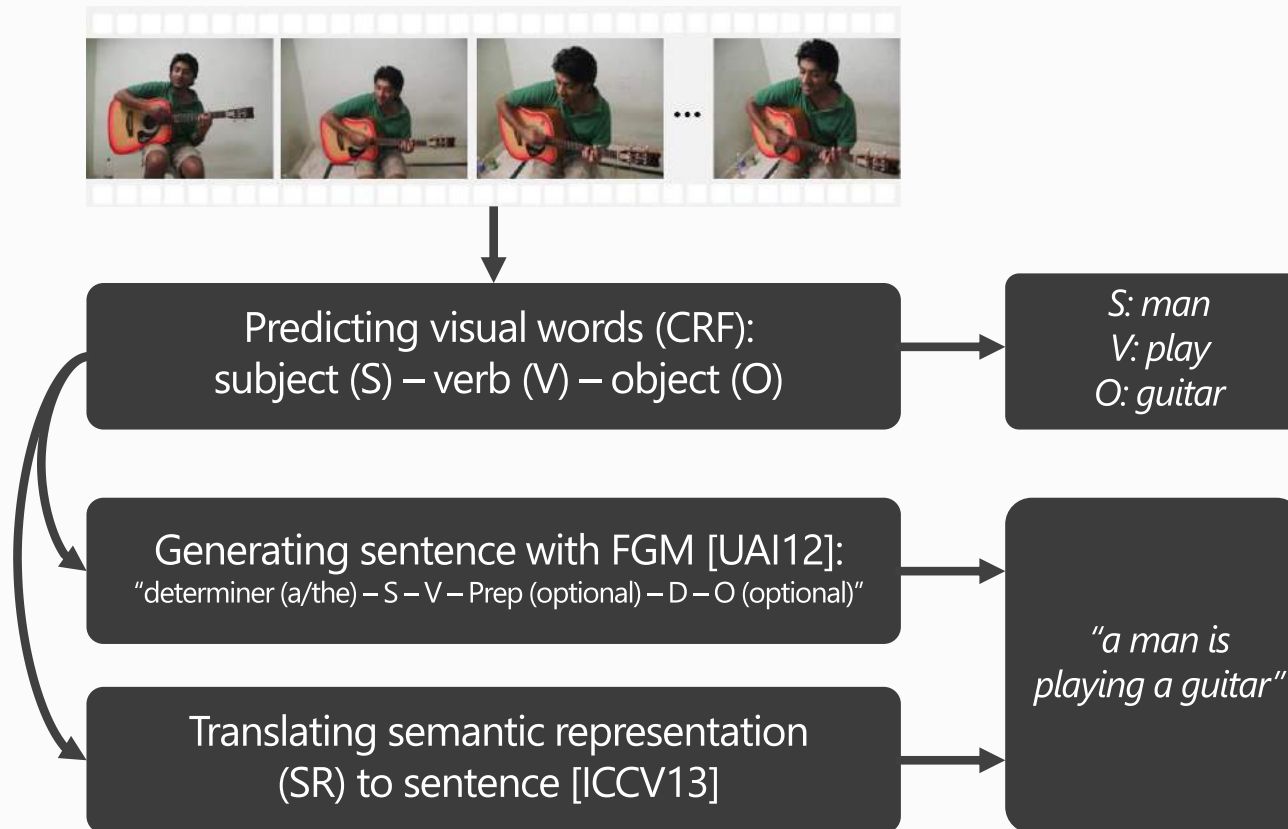 ...
Predicting visual words (CRF):
subject (S) – verb (V) – object (O)
S: man
V: play
O: guitar
Generating sentence with FGM [UAI12]:
“determiner (a/the) – S – V – Prep (optional) – D – O (optional)”
“a man is
playing a guitar”
Translating semantic representation
(SR) to sentence [ICCV13]